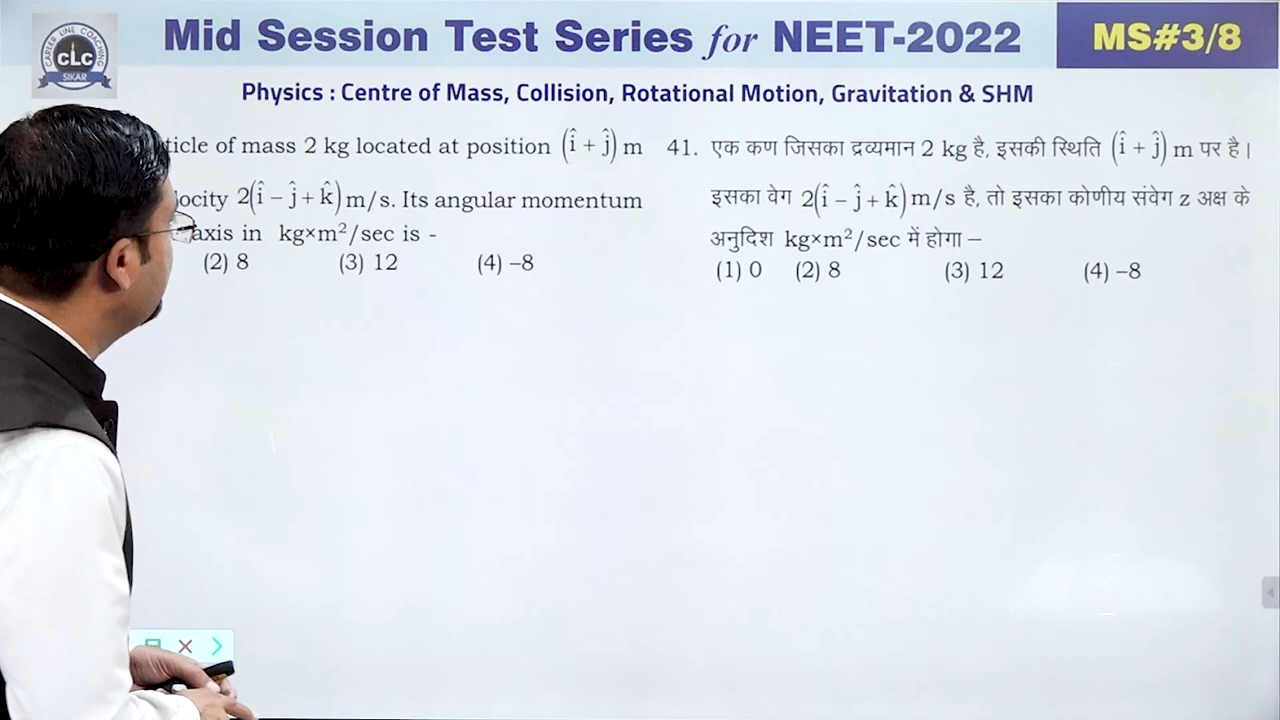 CAREER LINE COACHING
CLC
SIKAR
Mid Session Test Series for NEET-2022
MS#3/8
Physics : Centre of Mass, Collision, Rotational Motion, Gravitation & SHM
of mass 2 kg located at position (î + ĵ) m
2(î − ĵ + k̂) m/s. Its angular momentum
axis in kg×m²/sec is -
(2) 8 (3) 12 (4) –8
41. एक कण जिसका द्रव्यमान 2 kg है, इसकी स्थिति (î + ĵ) m पर है।
इसका वेग 2(î − ĵ + k̂) m/s है, तो इसका कोणीय संवेग z अक्ष के
अनुदिश kg×m²/sec में होगा –
(1) 0 (2) 8 (3) 12 (4) –8